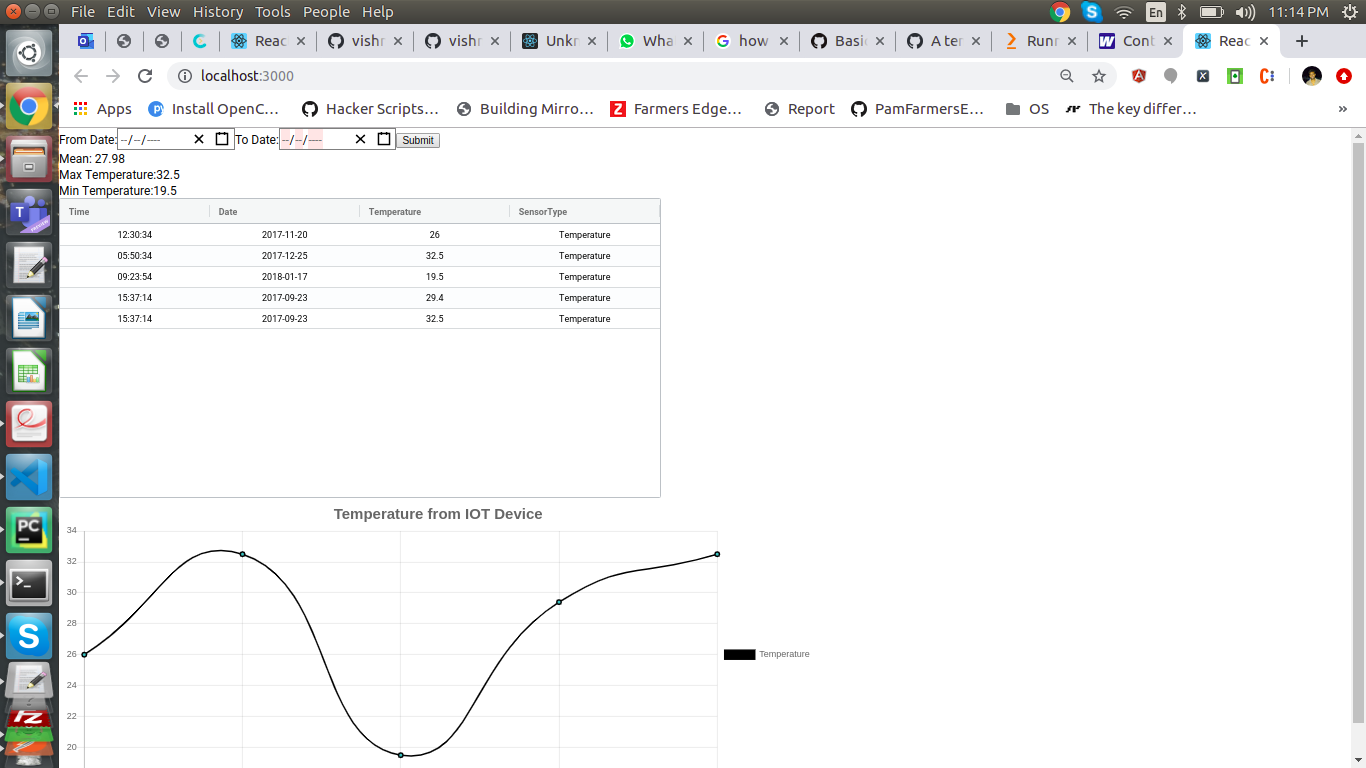 File Edit View History Tools People Help
En 11:14 PM
Reac vishr vishr Unkr Wha how Basi A ter Runr Cont Reac
localhost:3000
Apps Install OpenC... Hacker Scripts... Building Mirro... Farmers Edge... Report PamFarmersE... OS The key differ... »
From Date: --/--/---- To Date: --/--/---- Submit
Mean: 27.98
Max Temperature:32.5
Min Temperature:19.5
Time Date Temperature SensorType
12:30:34 2017-11-20 26 Temperature
05:50:34 2017-12-25 32.5 Temperature
09:23:54 2018-01-17 19.5 Temperature
15:37:14 2017-09-23 29.4 Temperature
15:37:14 2017-09-23 32.5 Temperature
Temperature from IOT Device
34
32
30
28
26
24
22
20
Temperature